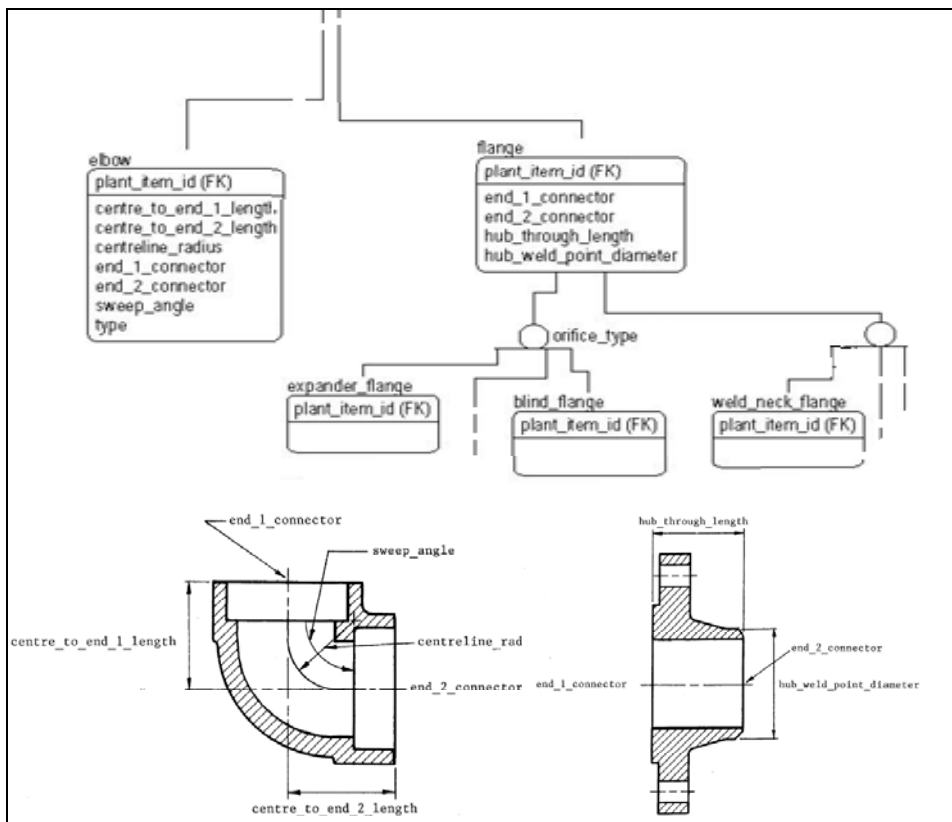 elbow
plant_item_id (FK)
centre_to_end_1_length.
centre_to_end_2_length
centreline_radius
end_1_connector
end_2_connector
sweep_angle
type
flange
plant_item_id (FK)
end_1_connector
end_2_connector
hub_through_length
hub_weld_point_diameter
orifice_type
expander_flange
plant_item_id (FK)
blind_flange
plant_item_id (FK)
weld_neck_flange
plant_item_id (FK)
end_1_connector
sweep_angle
centre_to_end_1_length
centreline_rad
end_2_connector
centre_to_end_2_length
hub_through_length
end_2_connector
end_1_connector
hub_weld_point_diameter